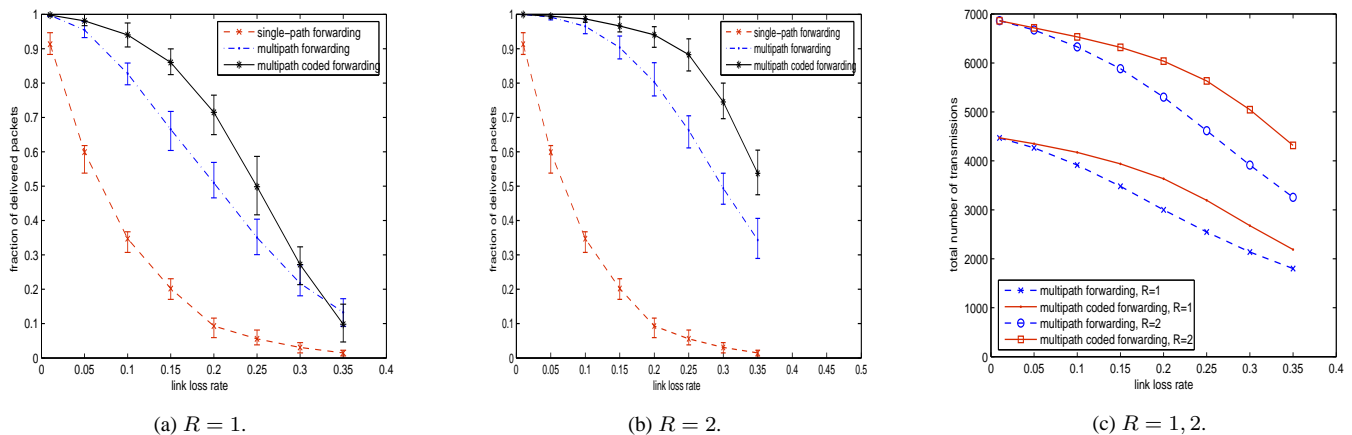 1
0.9
0.8
0.7
0.6
0.5
0.4
0.3
0.2
0.1
0
fraction of delivered packets
single-path forwarding
multipath forwarding
multipath coded forwarding
0 0.05 0.1 0.15 0.2 0.25 0.3 0.35 0.4
link loss rate
(a) R = 1.
1
0.9
0.8
0.7
0.6
0.5
0.4
0.3
0.2
0.1
0
fraction of delivered packets
single-path forwarding
multipath forwarding
multipath coded forwarding
0 0.05 0.1 0.15 0.2 0.25 0.3 0.35 0.4 0.45 0.5
link loss rate
(b) R = 2.
7000
6000
5000
4000
3000
2000
1000
0
total number of transmissions
multipath forwarding, R=1
multipath coded forwarding, R=1
multipath forwarding, R=2
multipath coded forwarding, R=2
0 0.05 0.1 0.15 0.2 0.25 0.3 0.35 0.4
link loss rate
(c) R = 1, 2.